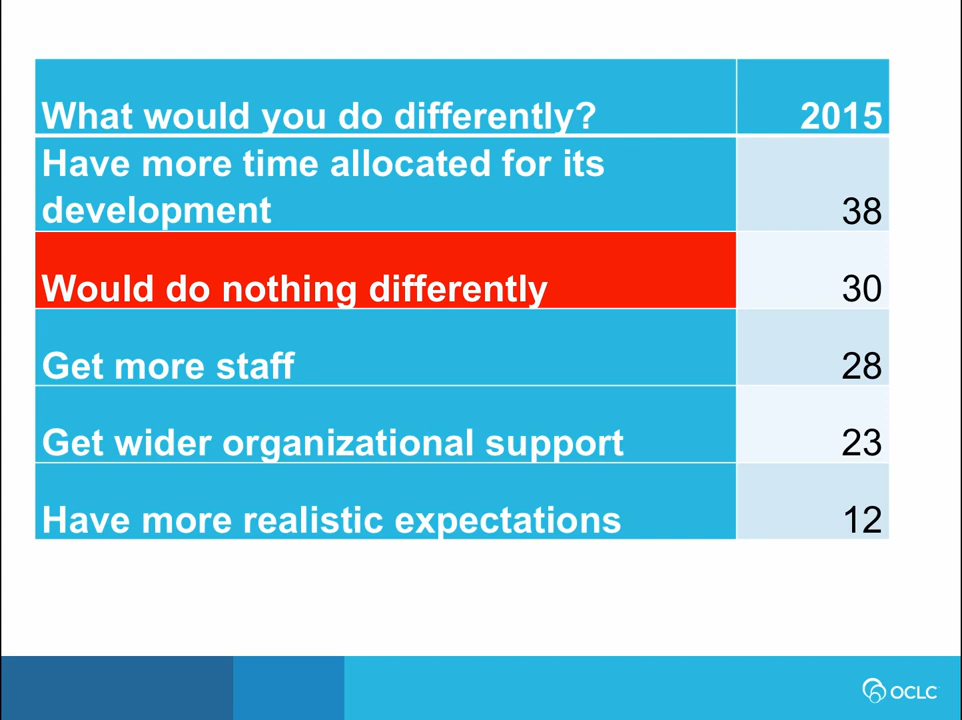 What would you do differently? 2015
Have more time allocated for its
development 38
Would do nothing differently 30
Get more staff 28
Get wider organizational support 23
Have more realistic expectations 12
OCLC